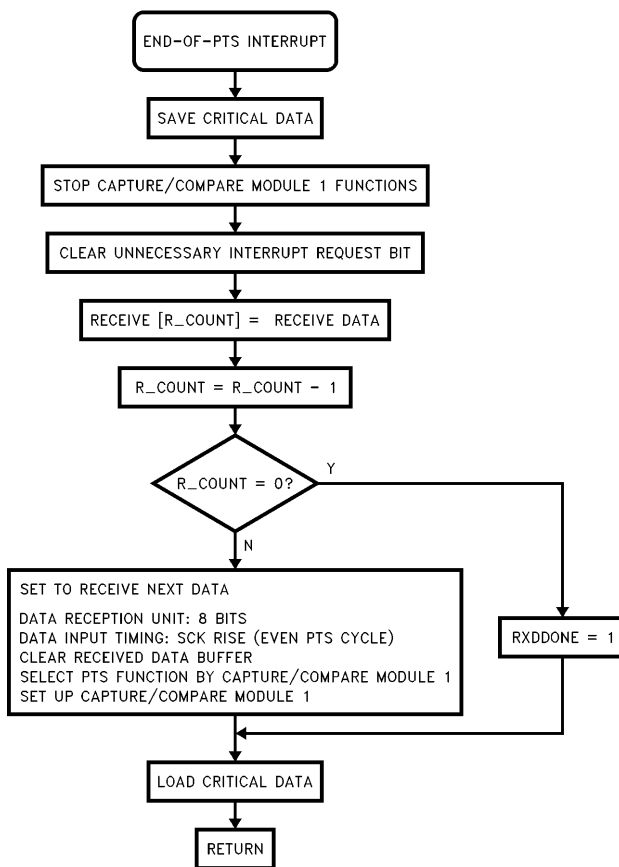 END-OF-PTS INTERRUPT
SAVE CRITICAL DATA
STOP CAPTURE/COMPARE MODULE 1 FUNCTIONS
CLEAR UNNECESSARY INTERRUPT REQUEST BIT
RECEIVE [R_COUNT] = RECEIVE DATA
R_COUNT = R_COUNT - 1
R_COUNT = 0?
Y
N
SET TO RECEIVE NEXT DATA
DATA RECEPTION UNIT: 8 BITS
DATA INPUT TIMING: SCK RISE (EVEN PTS CYCLE)
CLEAR RECEIVED DATA BUFFER
SELECT PTS FUNCTION BY CAPTURE/COMPARE MODULE 1
SET UP CAPTURE/COMPARE MODULE 1
RXDDONE = 1
LOAD CRITICAL DATA
RETURN